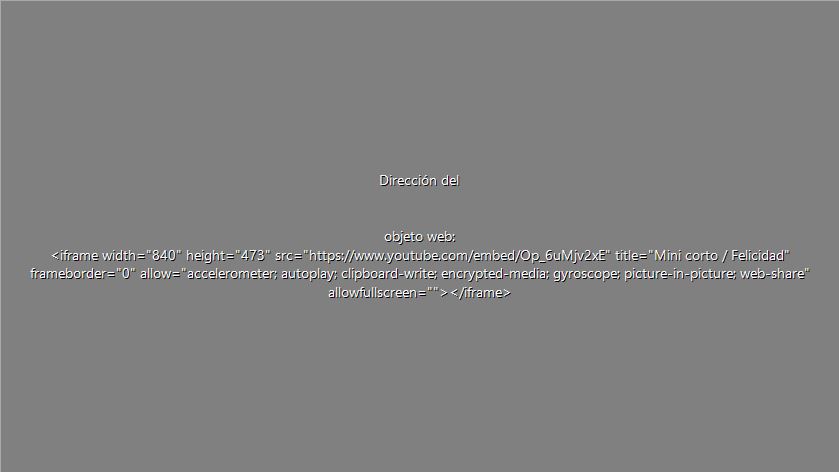 Dirección del
objeto web:
<iframe width="840" height="473" src="https://www.youtube.com/embed/Op_6uMjv2xE" title="Mini corto / Felicidad"
frameborder="0" allow="accelerometer; autoplay; clipboard-write; encrypted-media; gyroscope; picture-in-picture; web-share"
allowfullscreen=""></iframe>